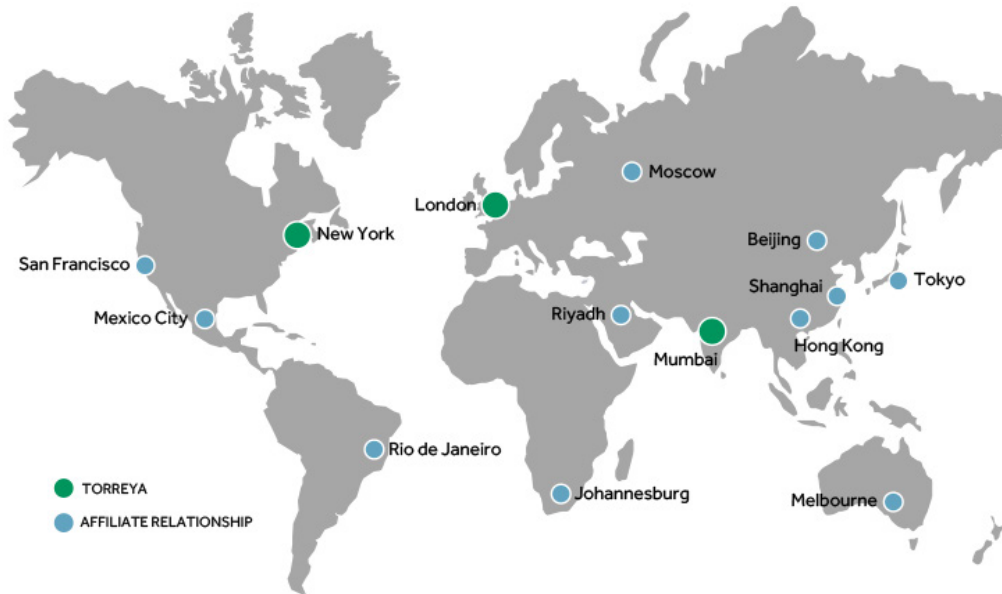 Moscow
London
New York
Beijing
San Francisco
Shanghai
Tokyo
Mexico City
Riyadh
Hong Kong
Mumbai
Rio de Janeiro
TORREYA
Johannesburg
Melbourne
AFFILIATE RELATIONSHIP